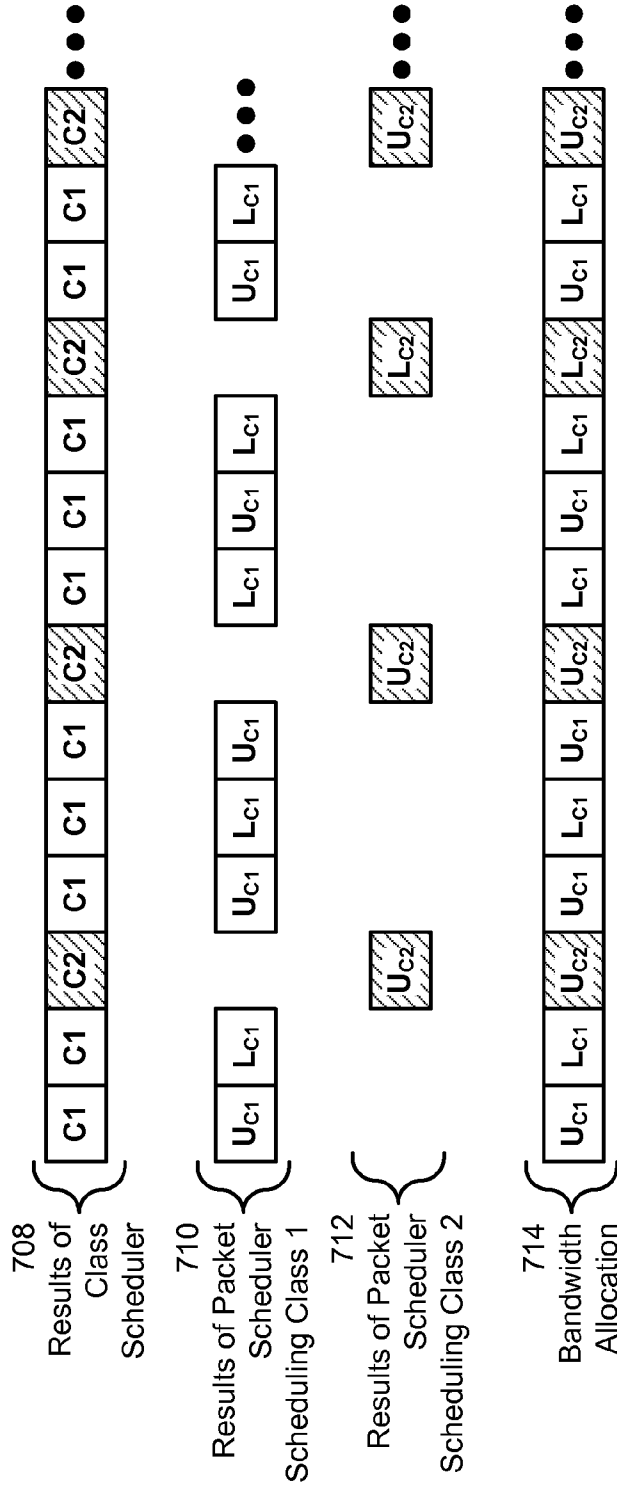 708
Results of
Class
Scheduler
C1 C1 C2 C1 C1 C1 C2 C1 C1 C1 C2 C1 C1 C2
710
Results of Packet
Scheduler
Scheduling Class 1
UC1 LC1 UC1 LC1 UC1 LC1 UC1 LC1 UC1 LC1
712
Results of Packet
Scheduler
Scheduling Class 2
UC2 UC2 LC2 UC2
714
Bandwidth
Allocation
UC1 LC1 UC2 UC1 LC1 UC1 UC2 LC1 UC1 LC1 LC2 UC1 LC1 UC2